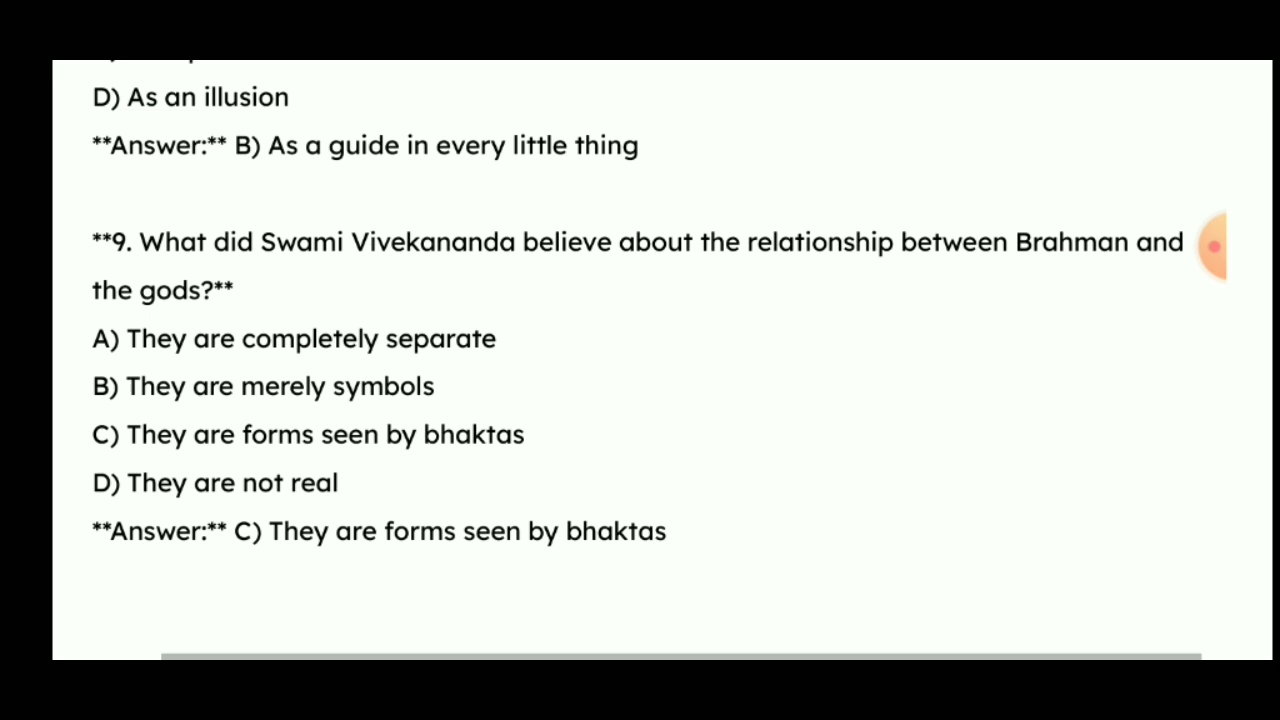 D) As an illusion
**Answer:** B) As a guide in every little thing
**9. What did Swami Vivekananda believe about the relationship between Brahman and
the gods?**
A) They are completely separate
B) They are merely symbols
C) They are forms seen by bhaktas
D) They are not real
**Answer:** C) They are forms seen by bhaktas